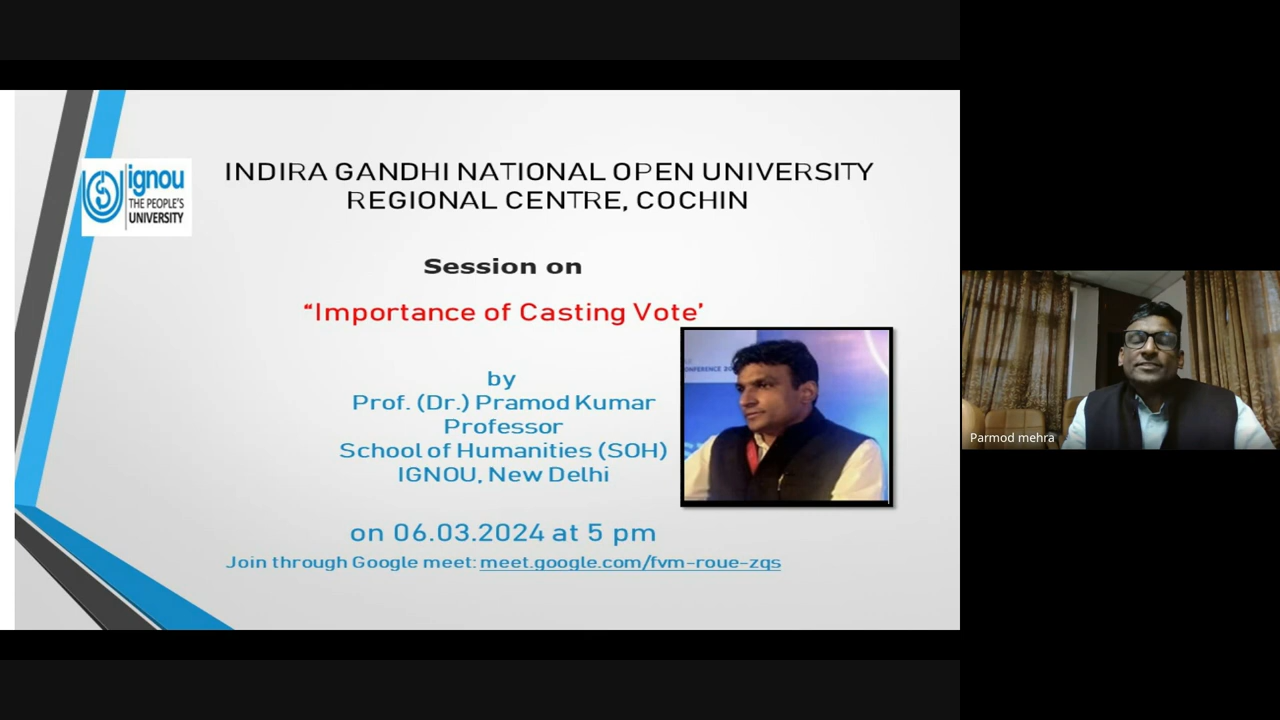 ignou
THE PEOPLE'S
UNIVERSITY
INDIRA GANDHI NATIONAL OPEN UNIVERSITY
REGIONAL CENTRE, COCHIN
Session on
“Importance of Casting Vote’
by
Prof. (Dr.) Pramod Kumar
Professor
School of Humanities (SOH)
IGNOU, New Delhi
on 06.03.2024 at 5 pm
Join through Google meet: meet.google.com/fvm-roue-zqs
Parmod mehra